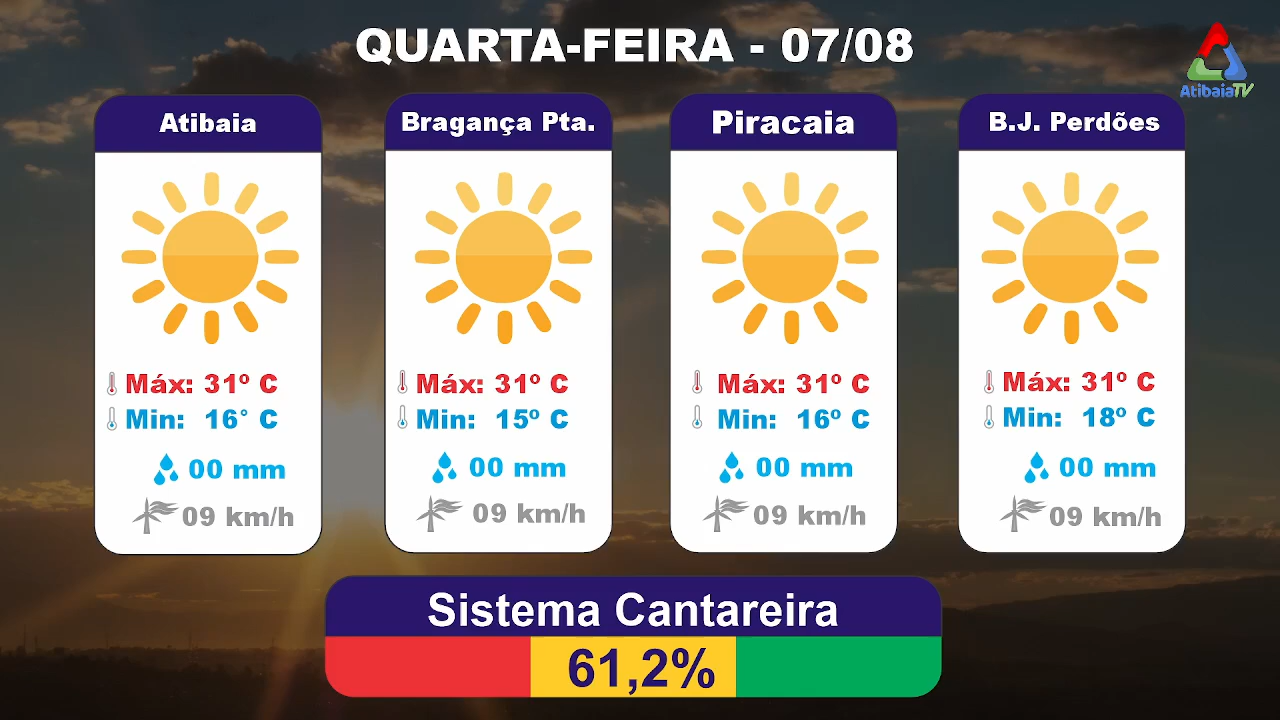 QUARTA-FEIRA - 07/08
AtibaiaTV
Atibaia
Máx: 31º C
Min: 16° C
00 mm
09 km/h
Bragança Pta.
Máx: 31º C
Min: 15º C
00 mm
09 km/h
Piracaia
Máx: 31º C
Min: 16º C
00 mm
09 km/h
B.J. Perdões
Máx: 31º C
Min: 18º C
00 mm
09 km/h
Sistema Cantareira
61,2%